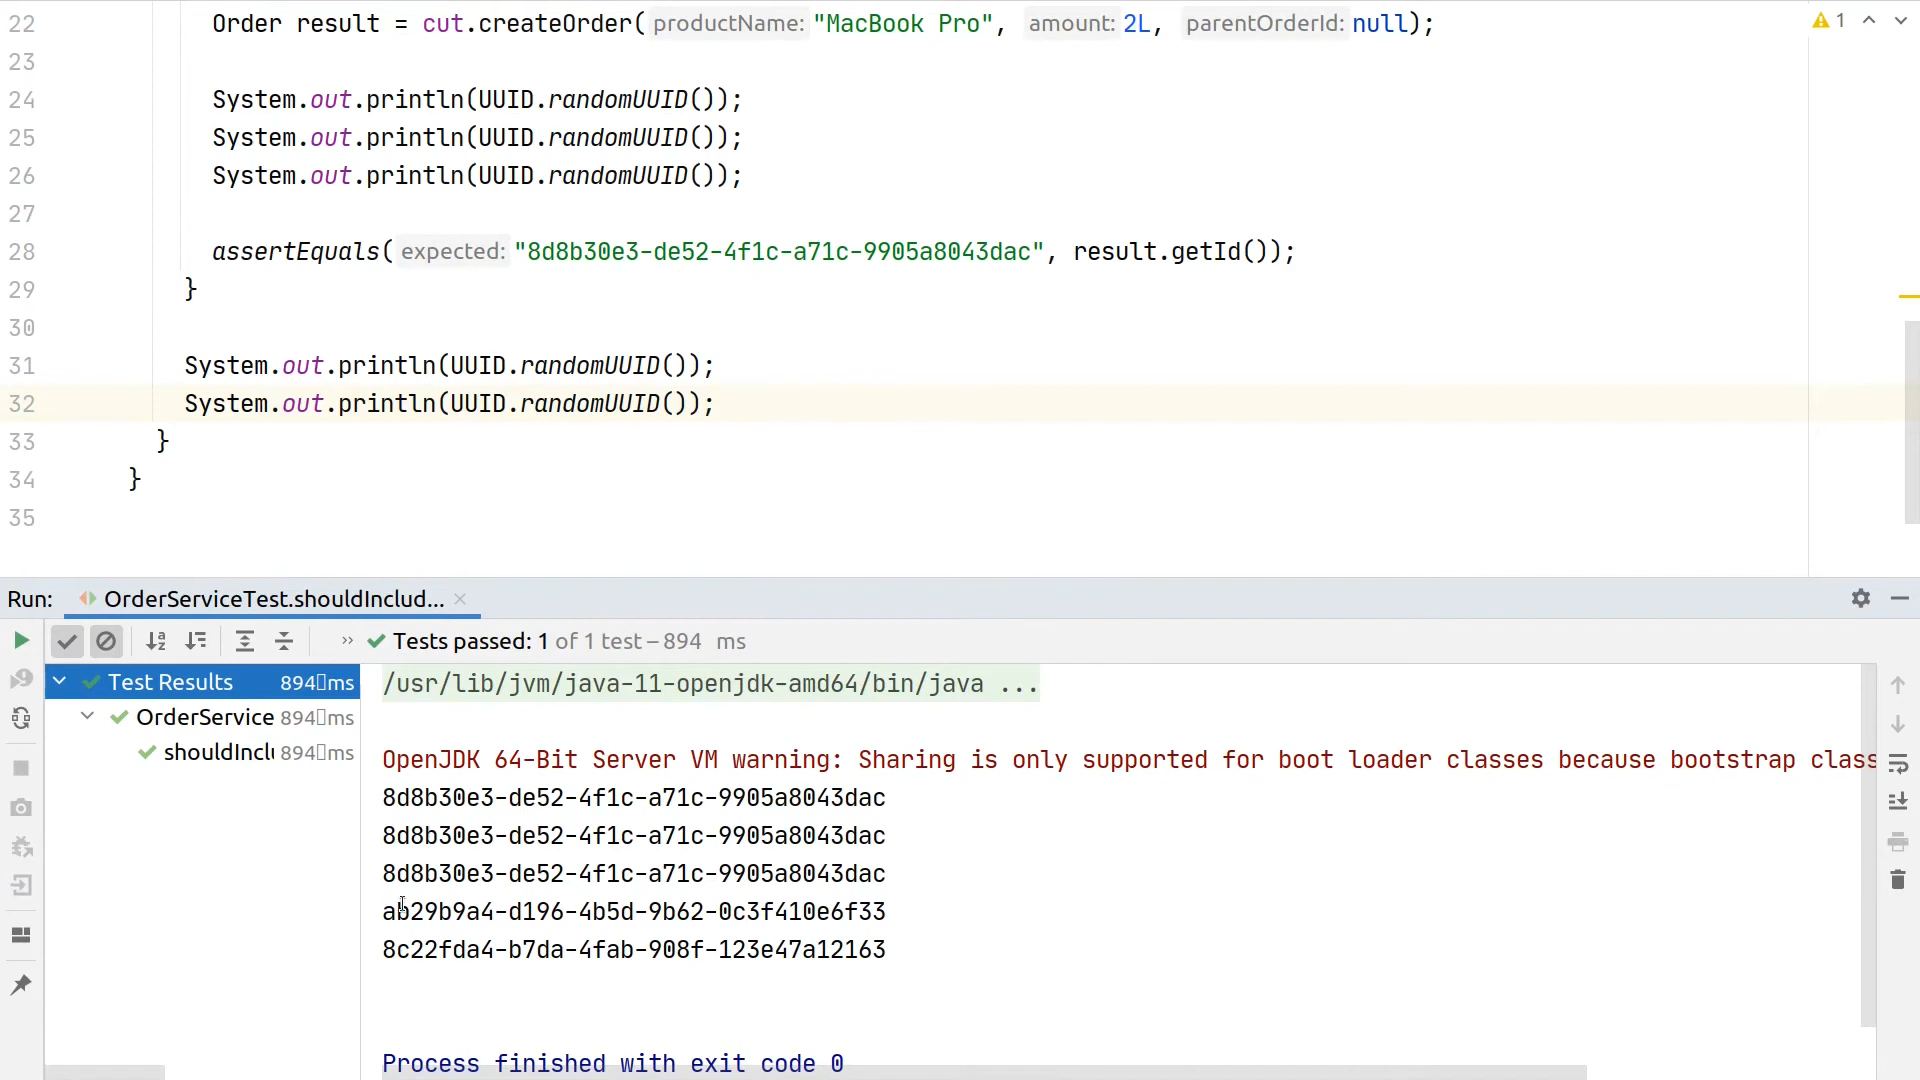 22 Order result = cut.createOrder( productName: "MacBook Pro", amount: 2L, parentOrderId: null);
1
23
24 System.out.println(UUID.randomUUID());
25 System.out.println(UUID.randomUUID());
26 System.out.println(UUID.randomUUID());
27
28 assertEquals( expected: "8d8b30e3-de52-4f1c-a71c-9905a8043dac", result.getId());
29 }
30
31 System.out.println(UUID.randomUUID());
32 System.out.println(UUID.randomUUID());
33 }
34 }
35
Run: OrderServiceTest.shouldInclud...
Tests passed: 1 of 1 test – 894 ms
Test Results 894 ms
OrderService 894 ms
shouldInclu 894 ms
/usr/lib/jvm/java-11-openjdk-amd64/bin/java ...
OpenJDK 64-Bit Server VM warning: Sharing is only supported for boot loader classes because bootstrap class
8d8b30e3-de52-4f1c-a71c-9905a8043dac
8d8b30e3-de52-4f1c-a71c-9905a8043dac
8d8b30e3-de52-4f1c-a71c-9905a8043dac
ab29b9a4-d196-4b5d-9b62-0c3f410e6f33
8c22fda4-b7da-4fab-908f-123e47a12163
Process finished with exit code 0